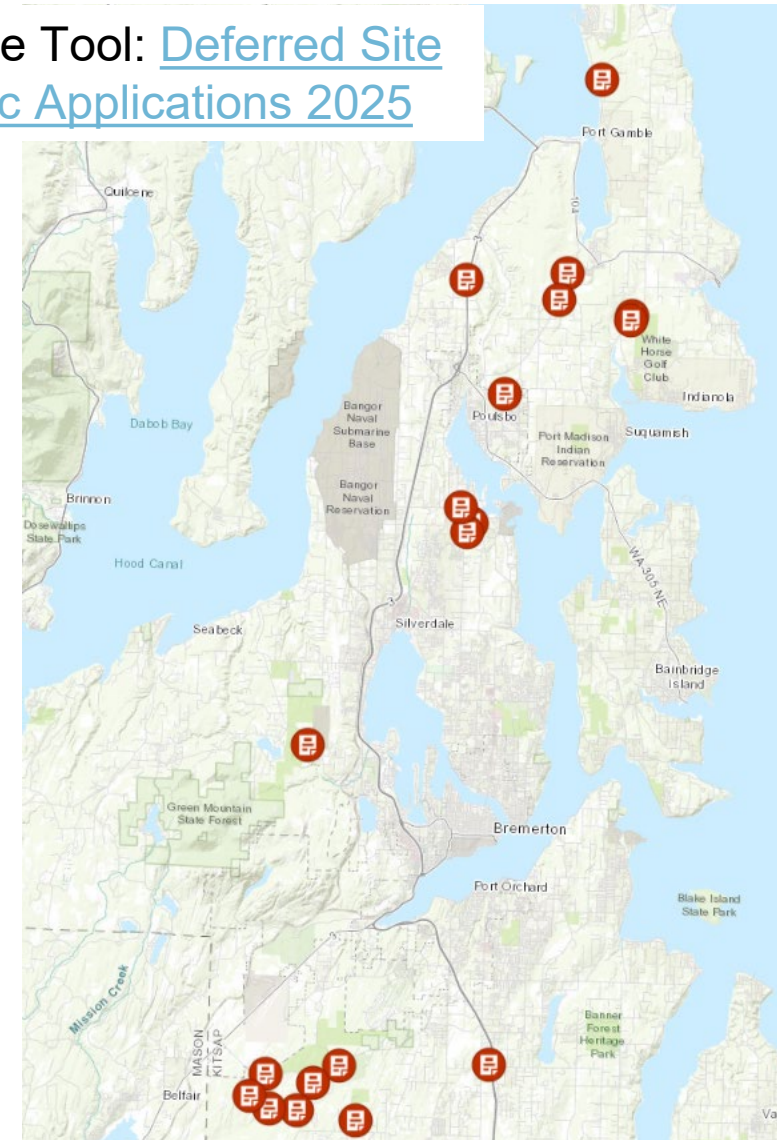 e Tool: Deferred Site
c Applications 2025
Port Gamble
Quilcene
104
3
White
Horse
Golf
Club
Indianola
Poulsbo
Bangor
Naval
Submarine
Base
Dabob Bay
Port Madison
Indian
Reservation
Suquamish
Bangor
Naval
Reservation
Brinnon
Dosewallips
State Park
Hood Canal
WA-305 NE
3
Silverdale
Seabeck
Bainbridge
Island
Green Mountain
State Forest
Bremerton
Port Orchard
Blake Island
State Park
Mission Creek
Banner
Forest
Heritage
Park
MASON
KITSAP
Belfair
Va